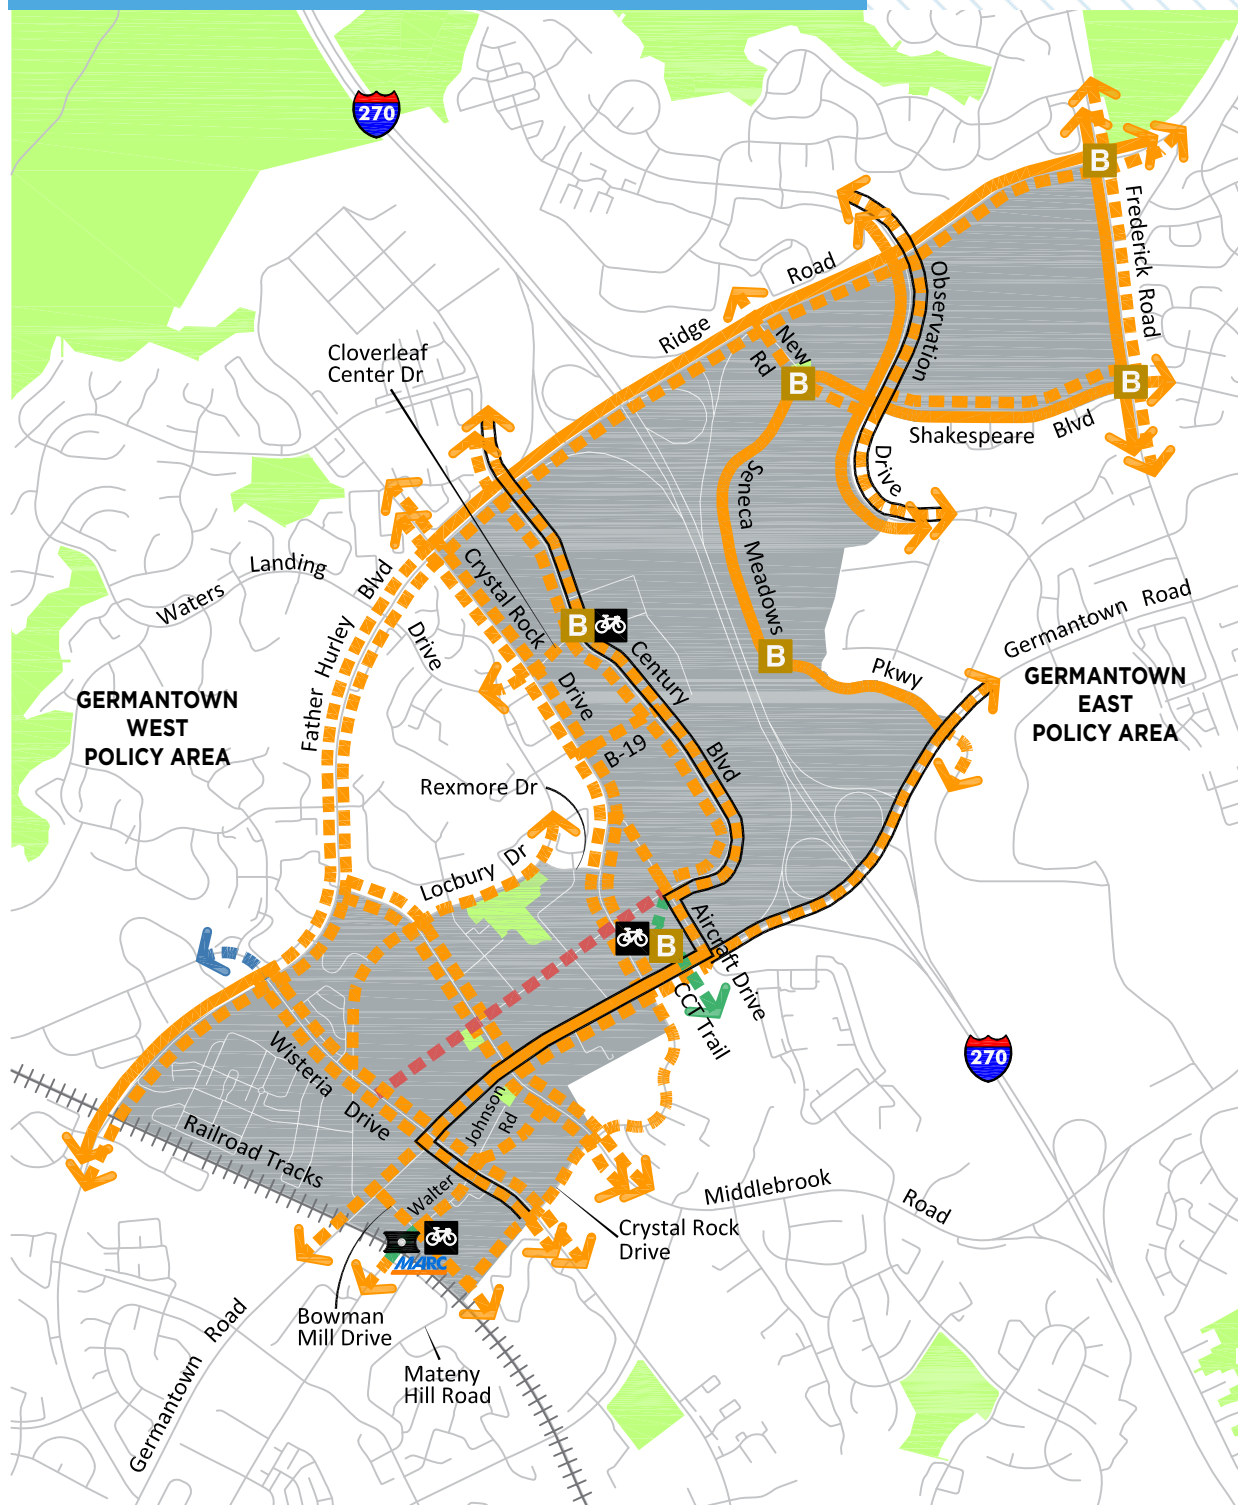 270
B
Frederick Road
Ridge Road
Observation Drive
New
Rd
B
B
Cloverleaf
Center Dr
Shakespeare Blvd
Seneca Meadows Pkwy
Waters Landing Drive
Father Hurley Blvd
Crystal Rock Drive
B
Century Blvd
B
Germantown Road
GERMANTOWN
WEST
POLICY AREA
GERMANTOWN
EAST
POLICY AREA
B-19
Rexmore Dr
Locbury Dr
B
Aircraft Drive
CCT Trail
270
Wisteria Drive
Johnson
Rd
Railroad Tracks
Walter
Middlebrook Road
Crystal Rock
Drive
MARC
Bowman
Mill Drive
Mateny
Hill Road
Germantown Road